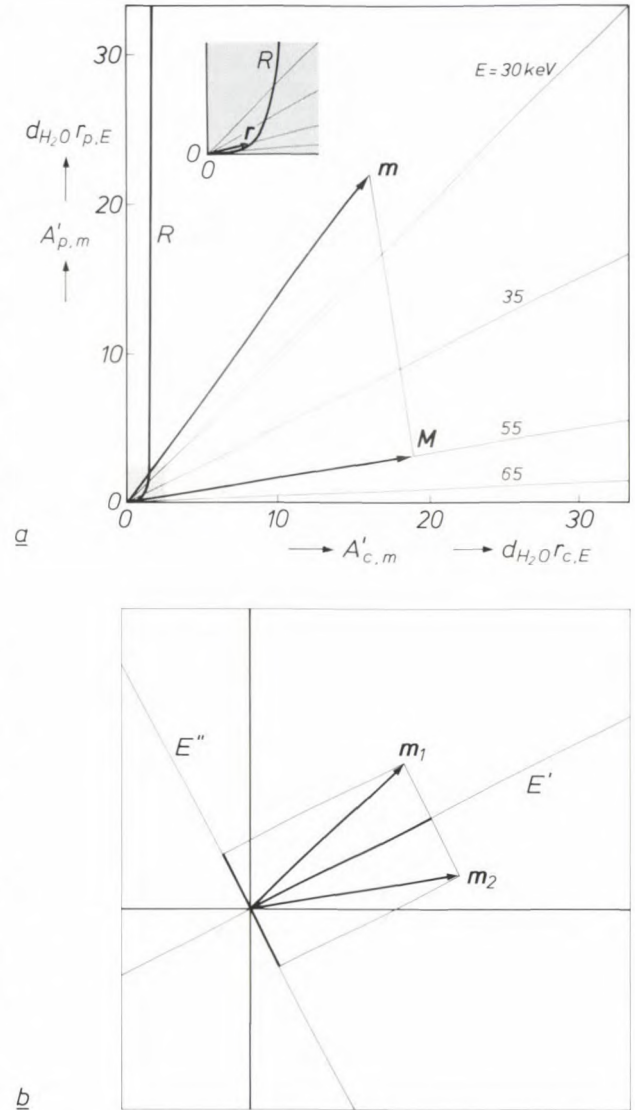 30
20
10
0
d_{H_2O} r_{p,E}
A'_{p,m}
R
0
0
R
r
E = 30 keV
m
35
M
55
65
0
10
20
30
A'_{c,m}
d_{H_2O} r_{c,E}
a
E"
m_1
E'
m_2
b